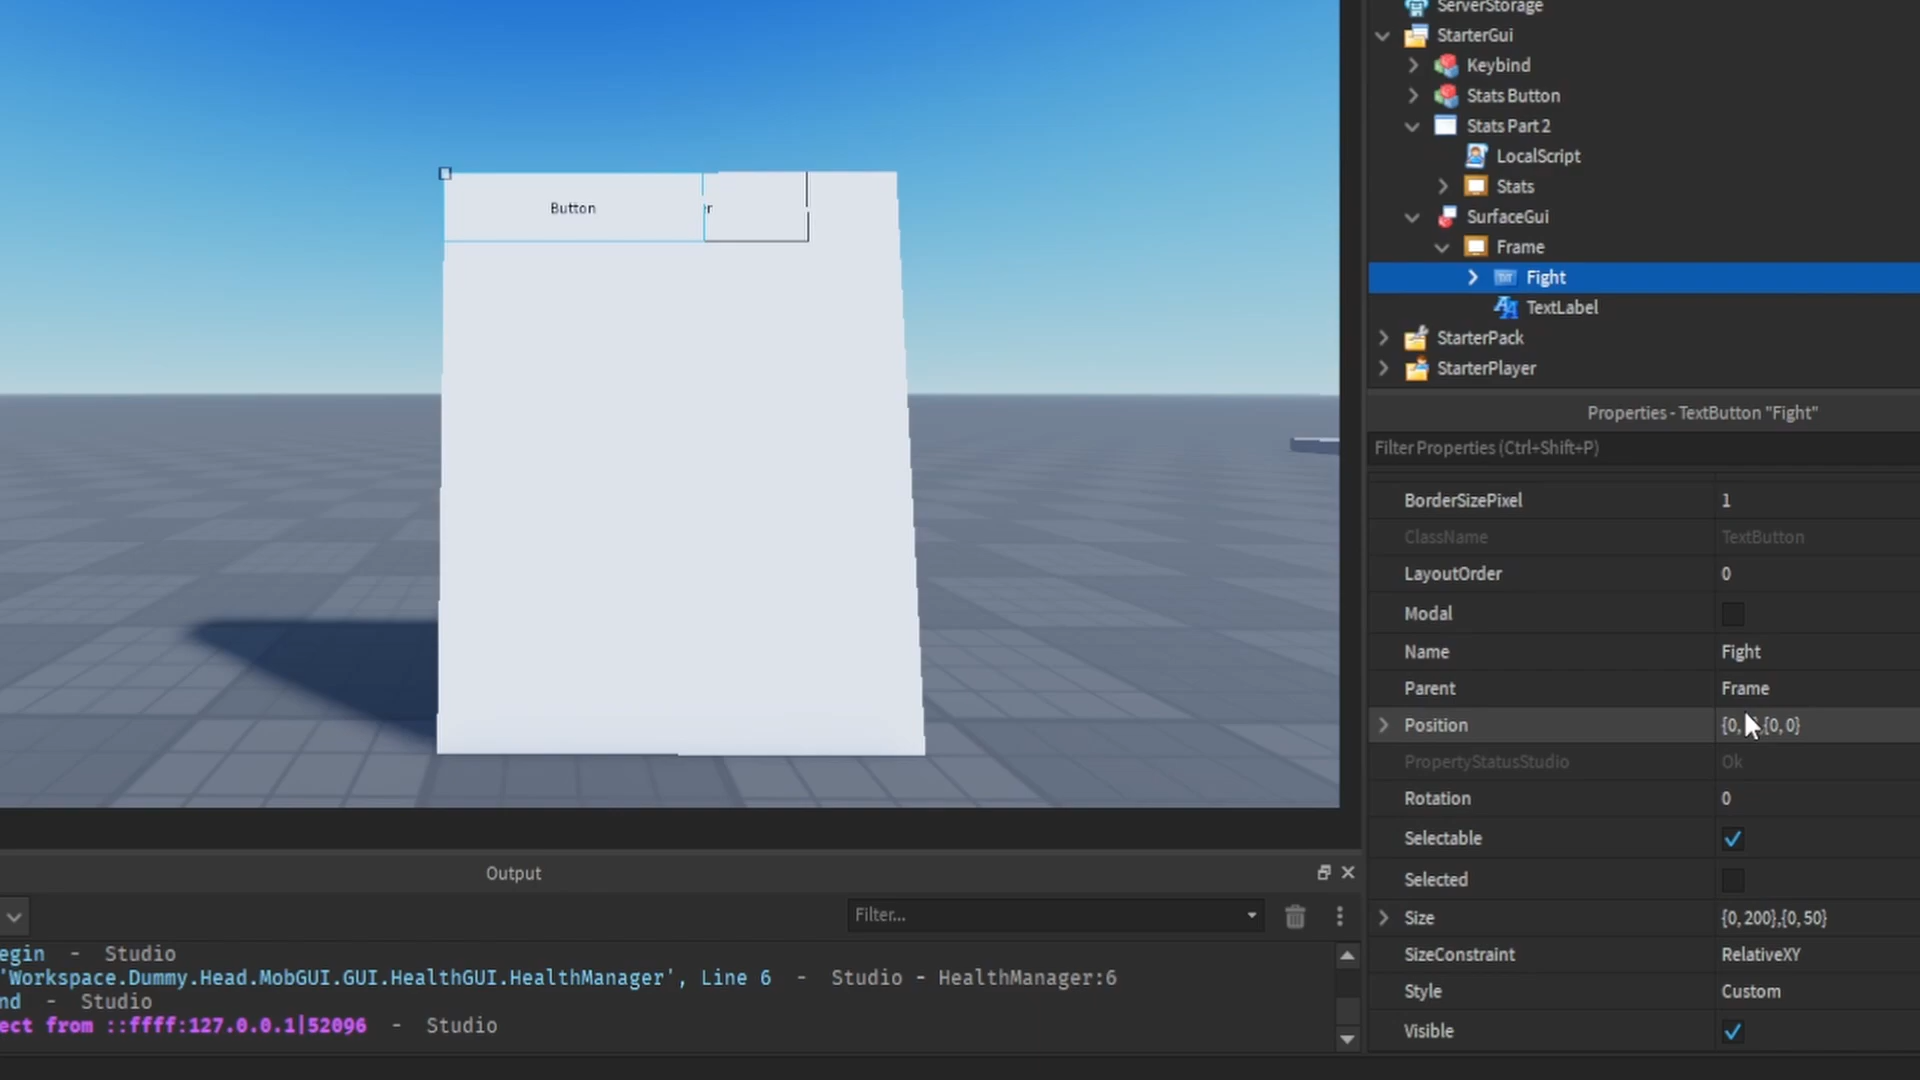 ServerStorage
StarterGui
Keybind
Stats Button
Stats Part 2
LocalScript
Stats
SurfaceGui
Frame
Fight
TextLabel
StarterPack
StarterPlayer
Button
r
Properties - TextButton "Fight"
Filter Properties (Ctrl+Shift+P)
BorderSizePixel 1
ClassName TextButton
LayoutOrder 0
Modal
Name Fight
Parent Frame
Position {0, },{0, 0}
PropertyStatusStudio Ok
Rotation 0
Selectable
Selected
Size {0, 200},{0, 50}
SizeConstraint RelativeXY
Style Custom
Visible
Output
Filter...
egin - Studio
'Workspace.Dummy.Head.MobGUI.GUI.HealthGUI.HealthManager', Line 6 - Studio - HealthManager:6
nd - Studio
ect from ::ffff:127.0.0.1|52096 - Studio